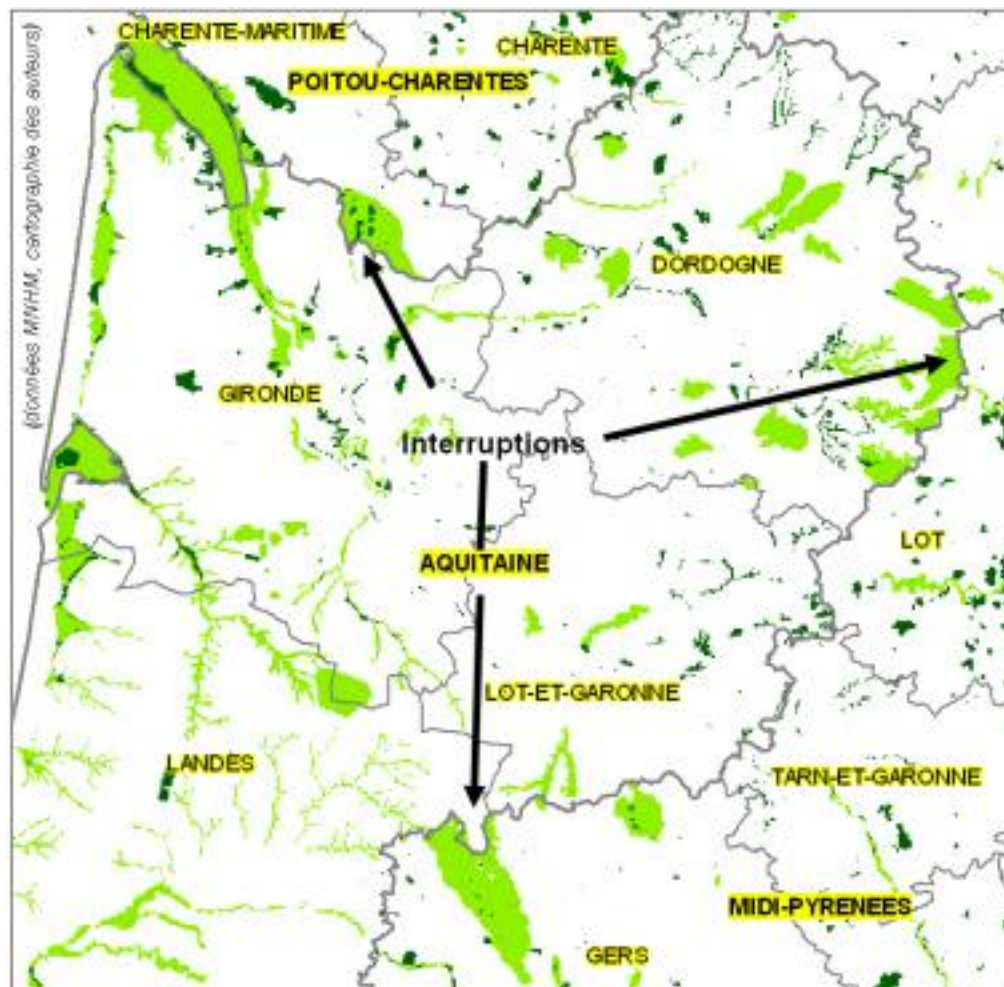 (données MNHM, cartographie des auteurs)
CHARENTE-MARITIME
CHARENTE
POITOU-CHARENTES
DORDOGNE
GIRONDE
Interruptions
LOT
AQUITAINE
LOT-ET-GARONNE
LANDES
TARN-ET-GARONNE
MIDI-PYRENEES
GERS